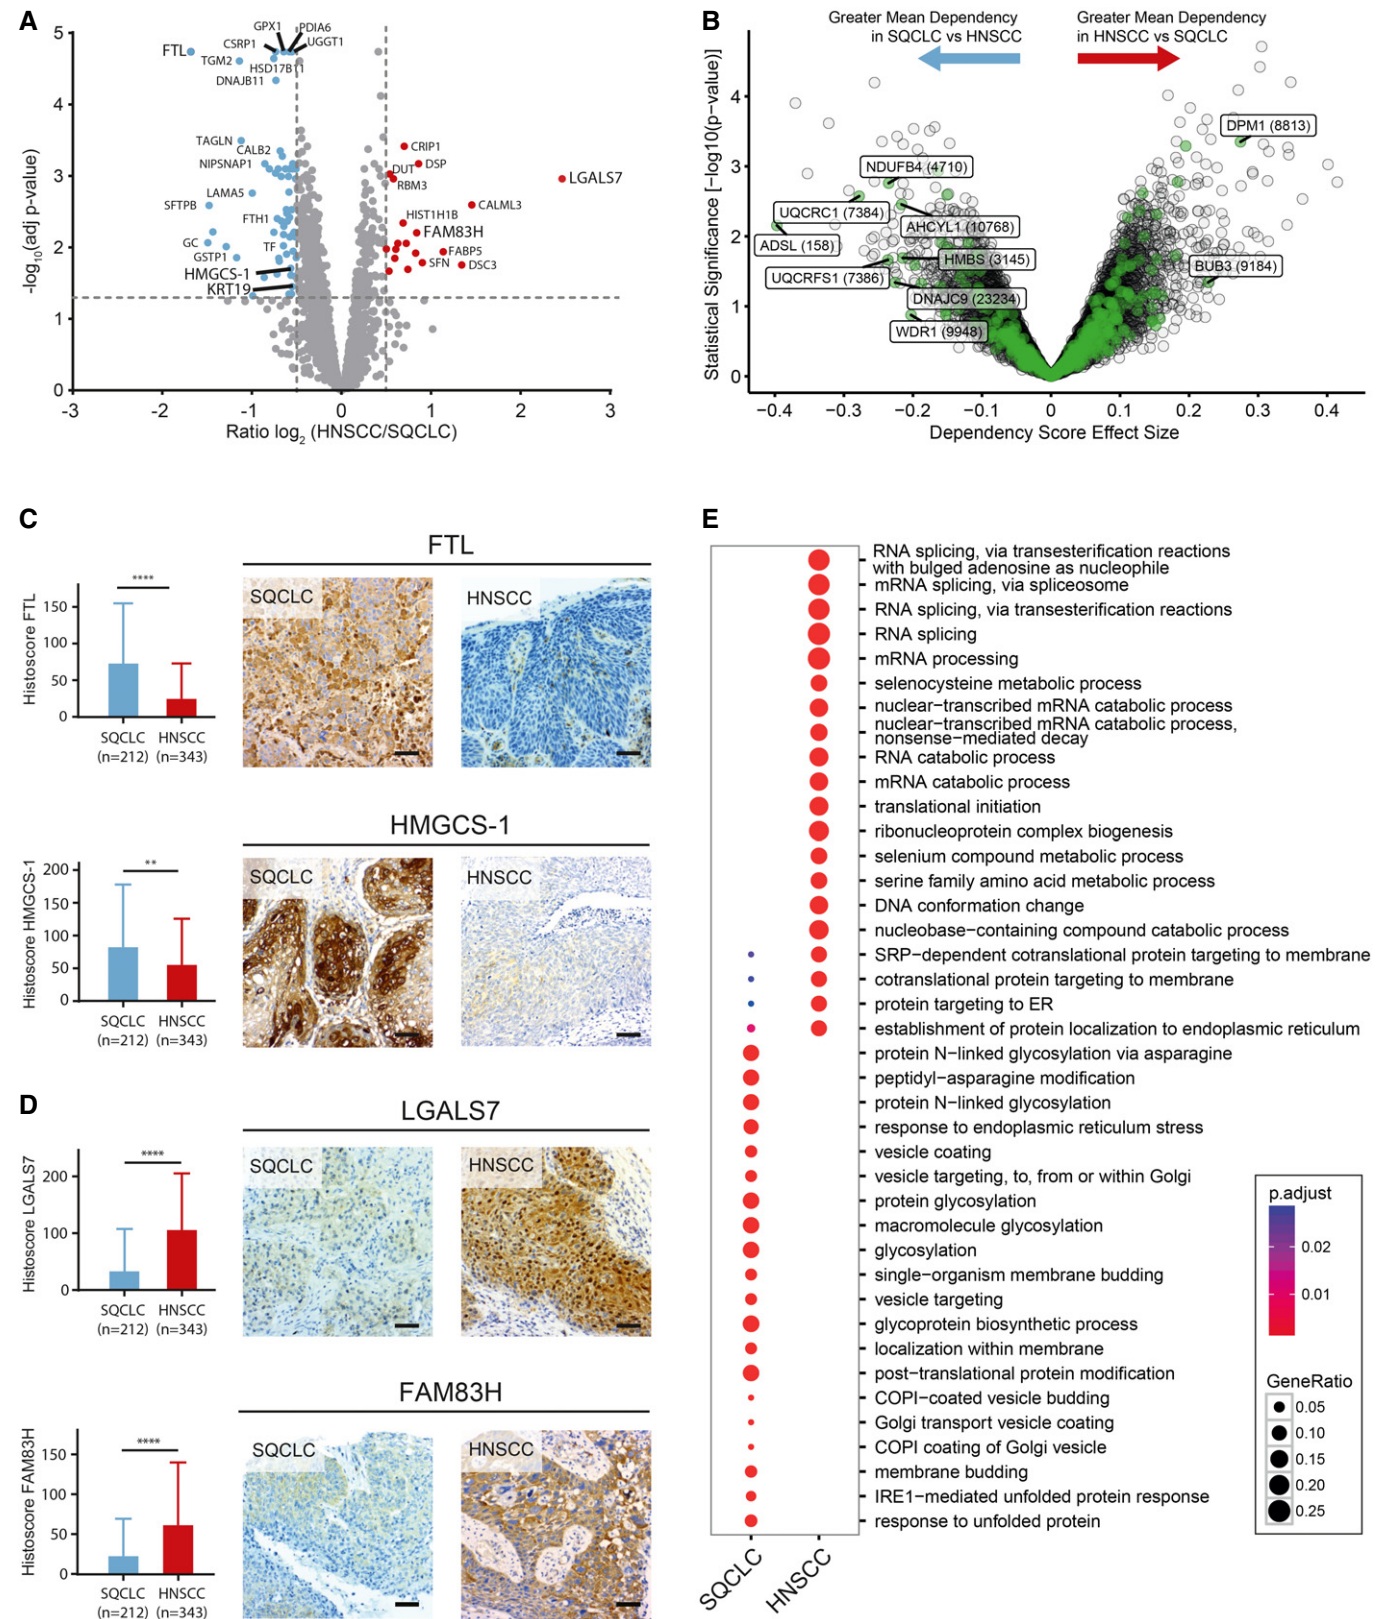 A
5
4
3
2
1
0
-log10(adj p-value)
-3
-2
-1
0
1
2
3
Ratio log2 (HNSCC/SQCLC)
GPX1
PDIA6
CSRP1
UGGT1
FTL
TGM2
HSD17B11
DNAJB11
TAGLN
CALB2
NIPSNAP1
LAMA5
SFTPB
FTH1
GC
TF
GSTP1
HMGCS-1
KRT19
CRIP1
DUT
DSP
RBM3
LGALS7
CALML3
HIST1H1B
FAM83H
FABP5
SFN
DSC3
B
Greater Mean Dependency
in SQCLC vs HNSCC
Greater Mean Dependency
in HNSCC vs SQCLC
Statistical Significance [−log10(p−value)]
4
3
2
1
0
−0.4
−0.3
−0.2
−0.1
0
0.1
0.2
0.3
0.4
Dependency Score Effect Size
DPM1 (8813)
NDUFB4 (4710)
UQCRC1 (7384)
AHCYL1 (10768)
ADSL (158)
HMBS (3145)
BUB3 (9184)
UQCRFS1 (7386)
DNAJC9 (23234)
WDR1 (9948)
C
FTL
Histoscore FTL
150
100
50
0
****
SQCLC
(n=212)
HNSCC
(n=343)
SQCLC
HNSCC
HMGCS-1
Histoscore HMGCS-1
200
150
100
50
0
**
SQCLC
(n=212)
HNSCC
(n=343)
SQCLC
HNSCC
D
LGALS7
Histoscore LGALS7
200
100
0
****
SQCLC
(n=212)
HNSCC
(n=343)
SQCLC
HNSCC
FAM83H
Histoscore FAM83H
150
100
50
0
****
SQCLC
(n=212)
HNSCC
(n=343)
SQCLC
HNSCC
E
RNA splicing, via transesterification reactions
with bulged adenosine as nucleophile
mRNA splicing, via spliceosome
RNA splicing, via transesterification reactions
RNA splicing
mRNA processing
selenocysteine metabolic process
nuclear−transcribed mRNA catabolic process
nuclear−transcribed mRNA catabolic process,
nonsense−mediated decay
RNA catabolic process
mRNA catabolic process
translational initiation
ribonucleoprotein complex biogenesis
selenium compound metabolic process
serine family amino acid metabolic process
DNA conformation change
nucleobase−containing compound catabolic process
SRP−dependent cotranslational protein targeting to membrane
cotranslational protein targeting to membrane
protein targeting to ER
establishment of protein localization to endoplasmic reticulum
protein N−linked glycosylation via asparagine
peptidyl−asparagine modification
protein N−linked glycosylation
response to endoplasmic reticulum stress
vesicle coating
vesicle targeting, to, from or within Golgi
protein glycosylation
macromolecule glycosylation
glycosylation
single−organism membrane budding
vesicle targeting
glycoprotein biosynthetic process
localization within membrane
post−translational protein modification
COPI−coated vesicle budding
Golgi transport vesicle coating
COPI coating of Golgi vesicle
membrane budding
IRE1−mediated unfolded protein response
response to unfolded protein
SQCLC
HNSCC
p.adjust
0.02
0.01
GeneRatio
0.05
0.10
0.15
0.20
0.25